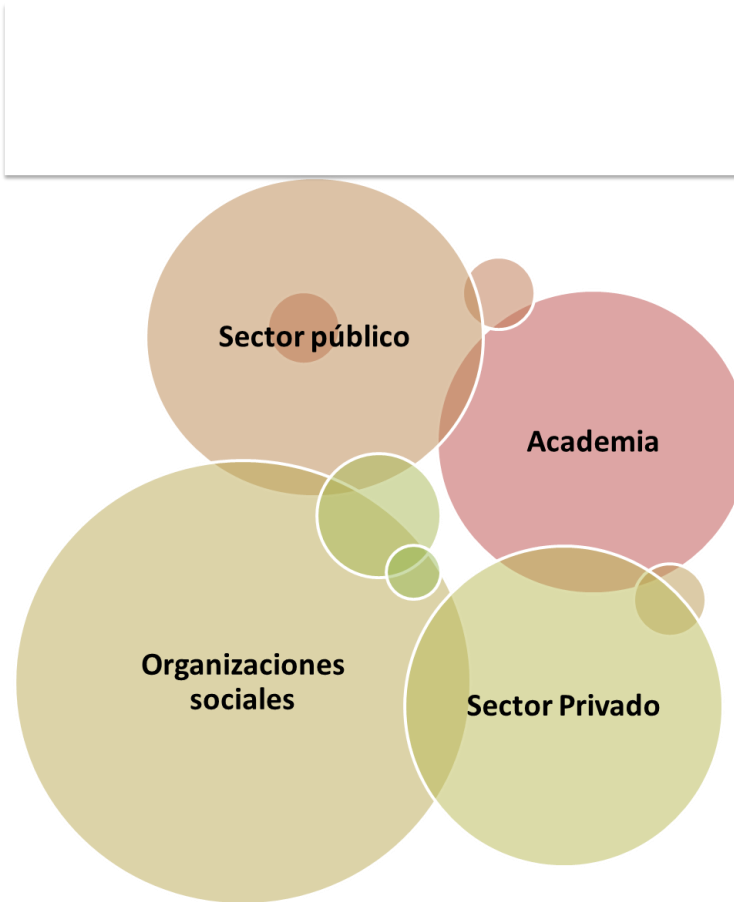 Sector público
Academia
Organizaciones
sociales
Sector Privado